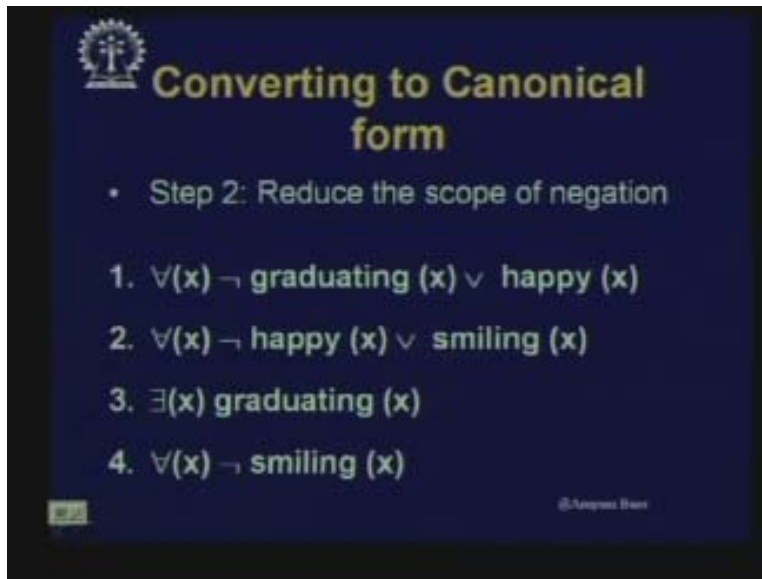 Converting to Canonical
form
• Step 2: Reduce the scope of negation
1. ∀(x) ¬ graduating (x) ∨ happy (x)
2. ∀(x) ¬ happy (x) ∨ smiling (x)
3. ∃(x) graduating (x)
4. ∀(x) ¬ smiling (x)